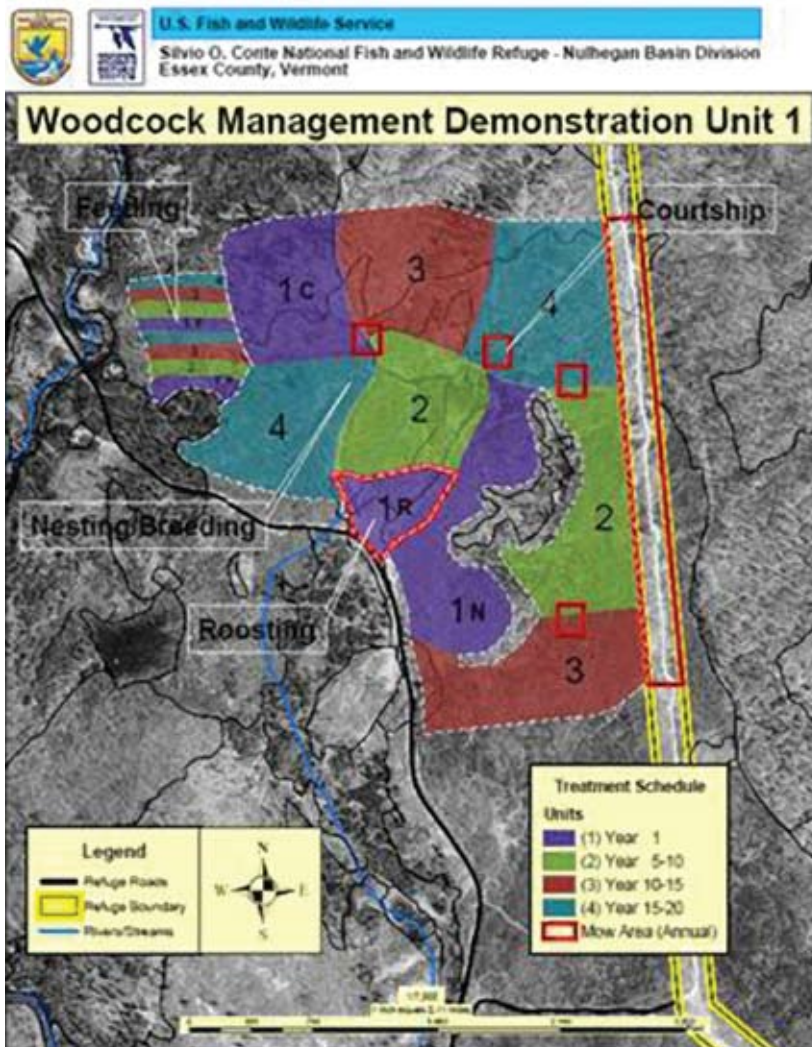 U.S. Fish and Wildlife Service
Silvio O. Conte National Fish and Wildlife Refuge - Nulhegan Basin Division
Essex County, Vermont
Woodcock Management Demonstration Unit 1
Feeding
Courtship
1C
3
4
4
2
1R
2
Nesting/Breeding
Roosting
1N
3
Legend
Refuge Roads
Refuge Boundary
Rivers/Streams
N
W
E
S
Treatment Schedule
Units
(1) Year 1
(2) Year 5-10
(3) Year 10-15
(4) Year 15-20
Mow Area (Annual)